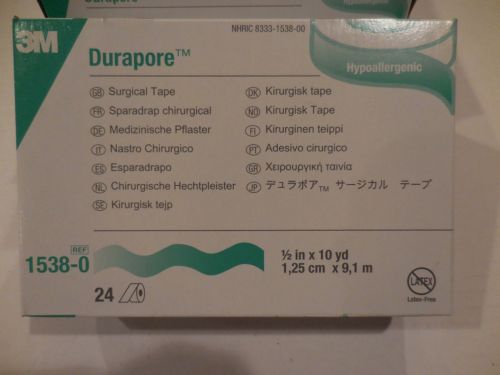 Durapore
3M
NHRIC 8333-1538-00
Durapore™
Hypoallergenic
GB Surgical Tape
FR Sparadrap chirurgical
DE Medizinische Pflaster
IT Nastro Chirurgico
ES Esparadrapo
NL Chirurgische Hechtpleister
SE Kirurgisk tejp
DK Kirurgisk tape
NO Kirurgisk Tape
FI Kirurginen teippi
PT Adesivo cirurgico
GR Χειρουργική ταινία
JP デュラポア™ サージカル テープ
REF
1538-0
½ in x 10 yd
1,25 cm x 9,1 m
24
LATEX
Latex-Free